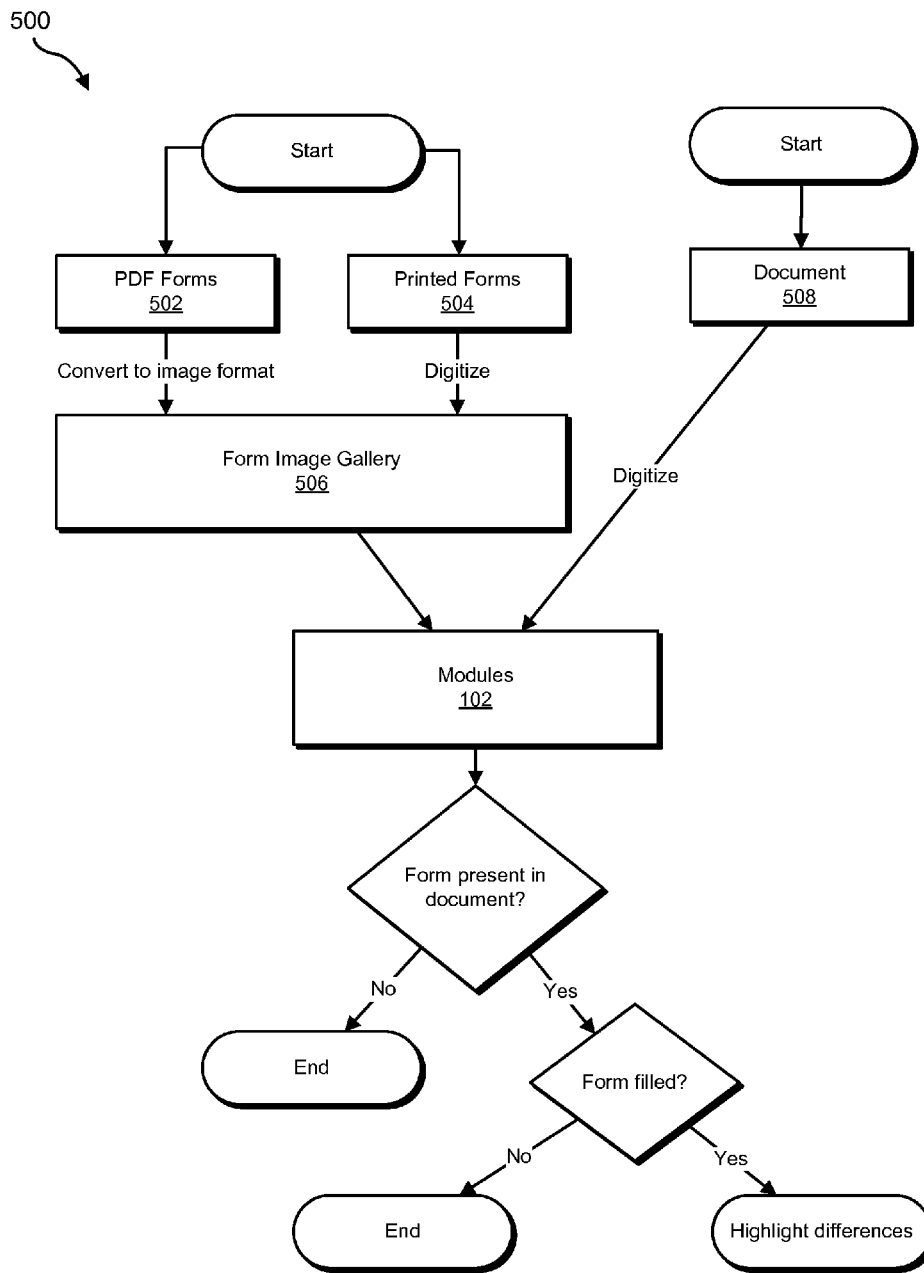 500
Start
Start
PDF Forms
502
Printed Forms
504
Document
508
Convert to image format
Digitize
Form Image Gallery
506
Digitize
Modules
102
Form present in
document?
No
Yes
End
Form filled?
No
Yes
End
Highlight differences